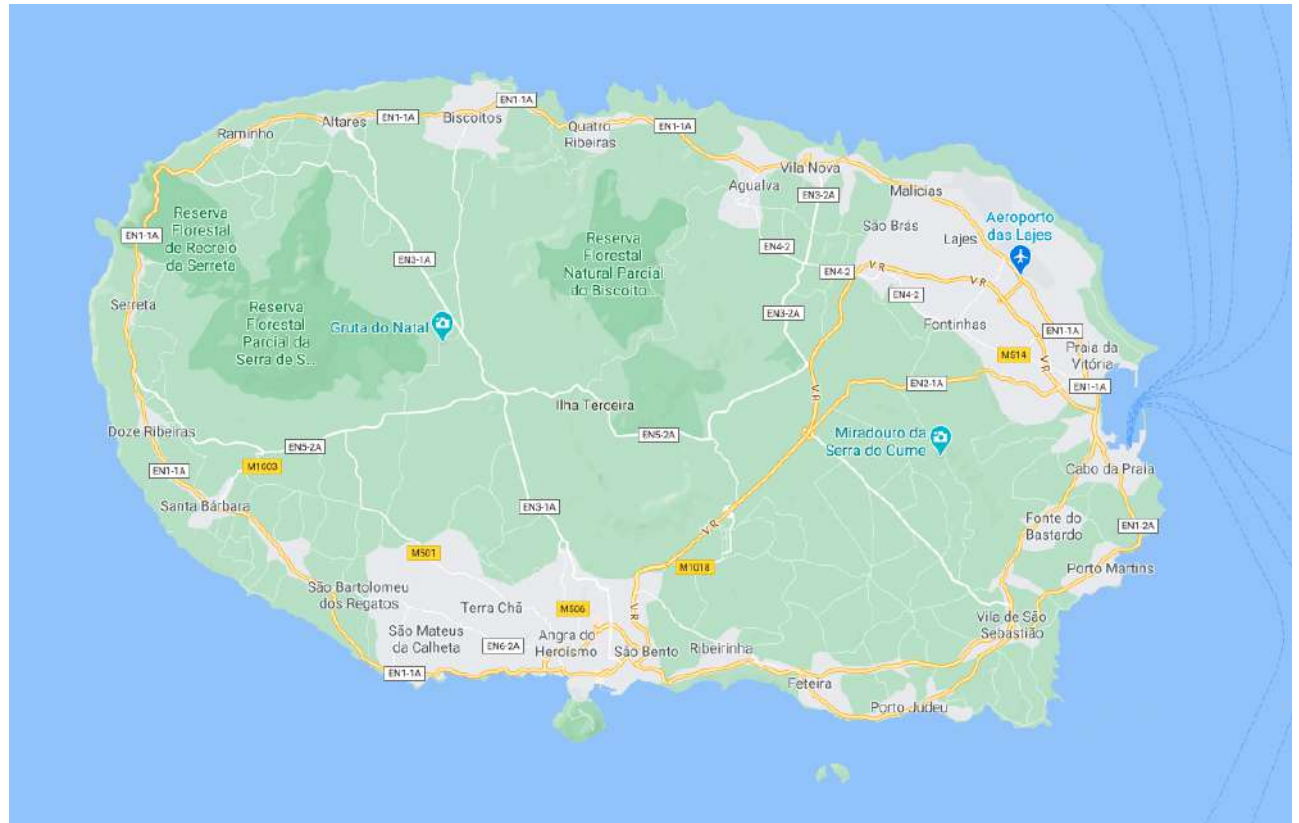 EN1-1A
Altares
EN1-1A
Biscoitos
Raminho
Quatro
Ribeiras
EN1-1A
Vila Nova
Agualva
EN3-2A
Malícias
São Brás
Aeroporto
das Lajes
Lajes
Reserva
Florestal
de Recreio
da Serreta
EN1-1A
EN3-1A
Reserva
Florestal
Natural Parcial
do Biscoito...
EN4-2
EN4-2
V R
V R
EN4-2
Serreta
Reserva
Florestal
Parcial da
Serra de S...
Gruta do Natal
EN3-2A
Fontinhas
EN1-1A
M514
Praia da
Vitória
V R
EN2-1A
EN1-1A
V R
Ilha Terceira
Doze Ribeiras
EN5-2A
EN5-2A
Miradouro da
Serra do Cume
M1003
EN1-1A
Cabo da Praia
Santa Bárbara
EN3-1A
V R
Fonte do
Bastardo
EN1-2A
M501
M1018
Porto Martins
São Bartolomeu
dos Regatos
Terra Chã
M506
V R
Vila de São
Sebastião
São Mateus
da Calheta
EN6-2A
Angra do
Heroísmo
São Bento
Ribeirinha
EN1-1A
Feteira
Porto Judeu